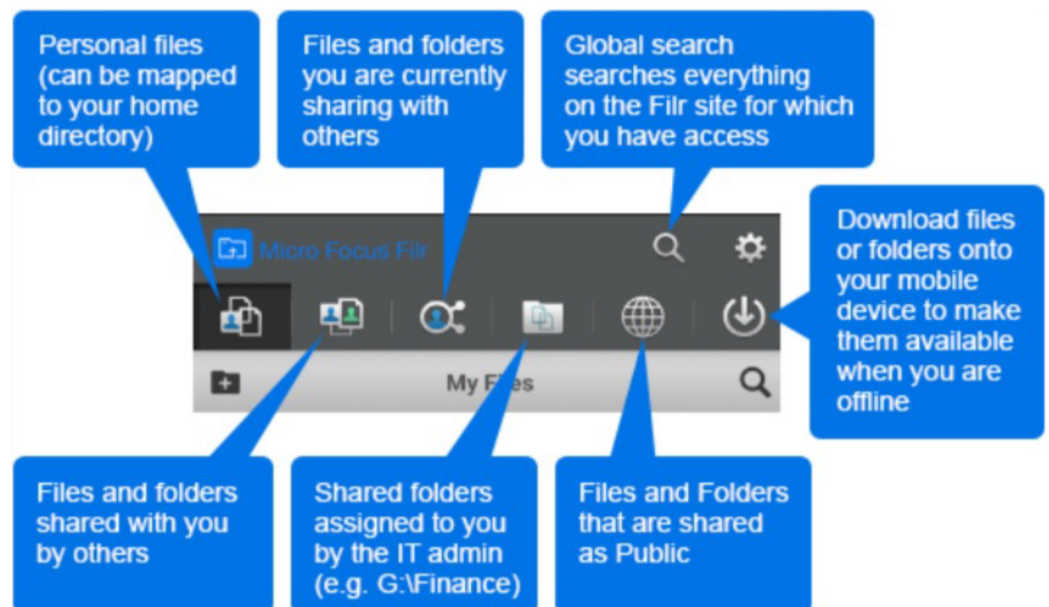 Personal files
(can be mapped
to your home
directory)
Files and folders
you are currently
sharing with
others
Global search
searches everything
on the Filr site for which
you have access
Download files
or folders onto
your mobile
device to make
them available
when you are
offline
Micro Focus Filr
My Files
Files and folders
shared with you
by others
Shared folders
assigned to you
by the IT admin
(e.g. G:\Finance)
Files and Folders
that are shared
as Public